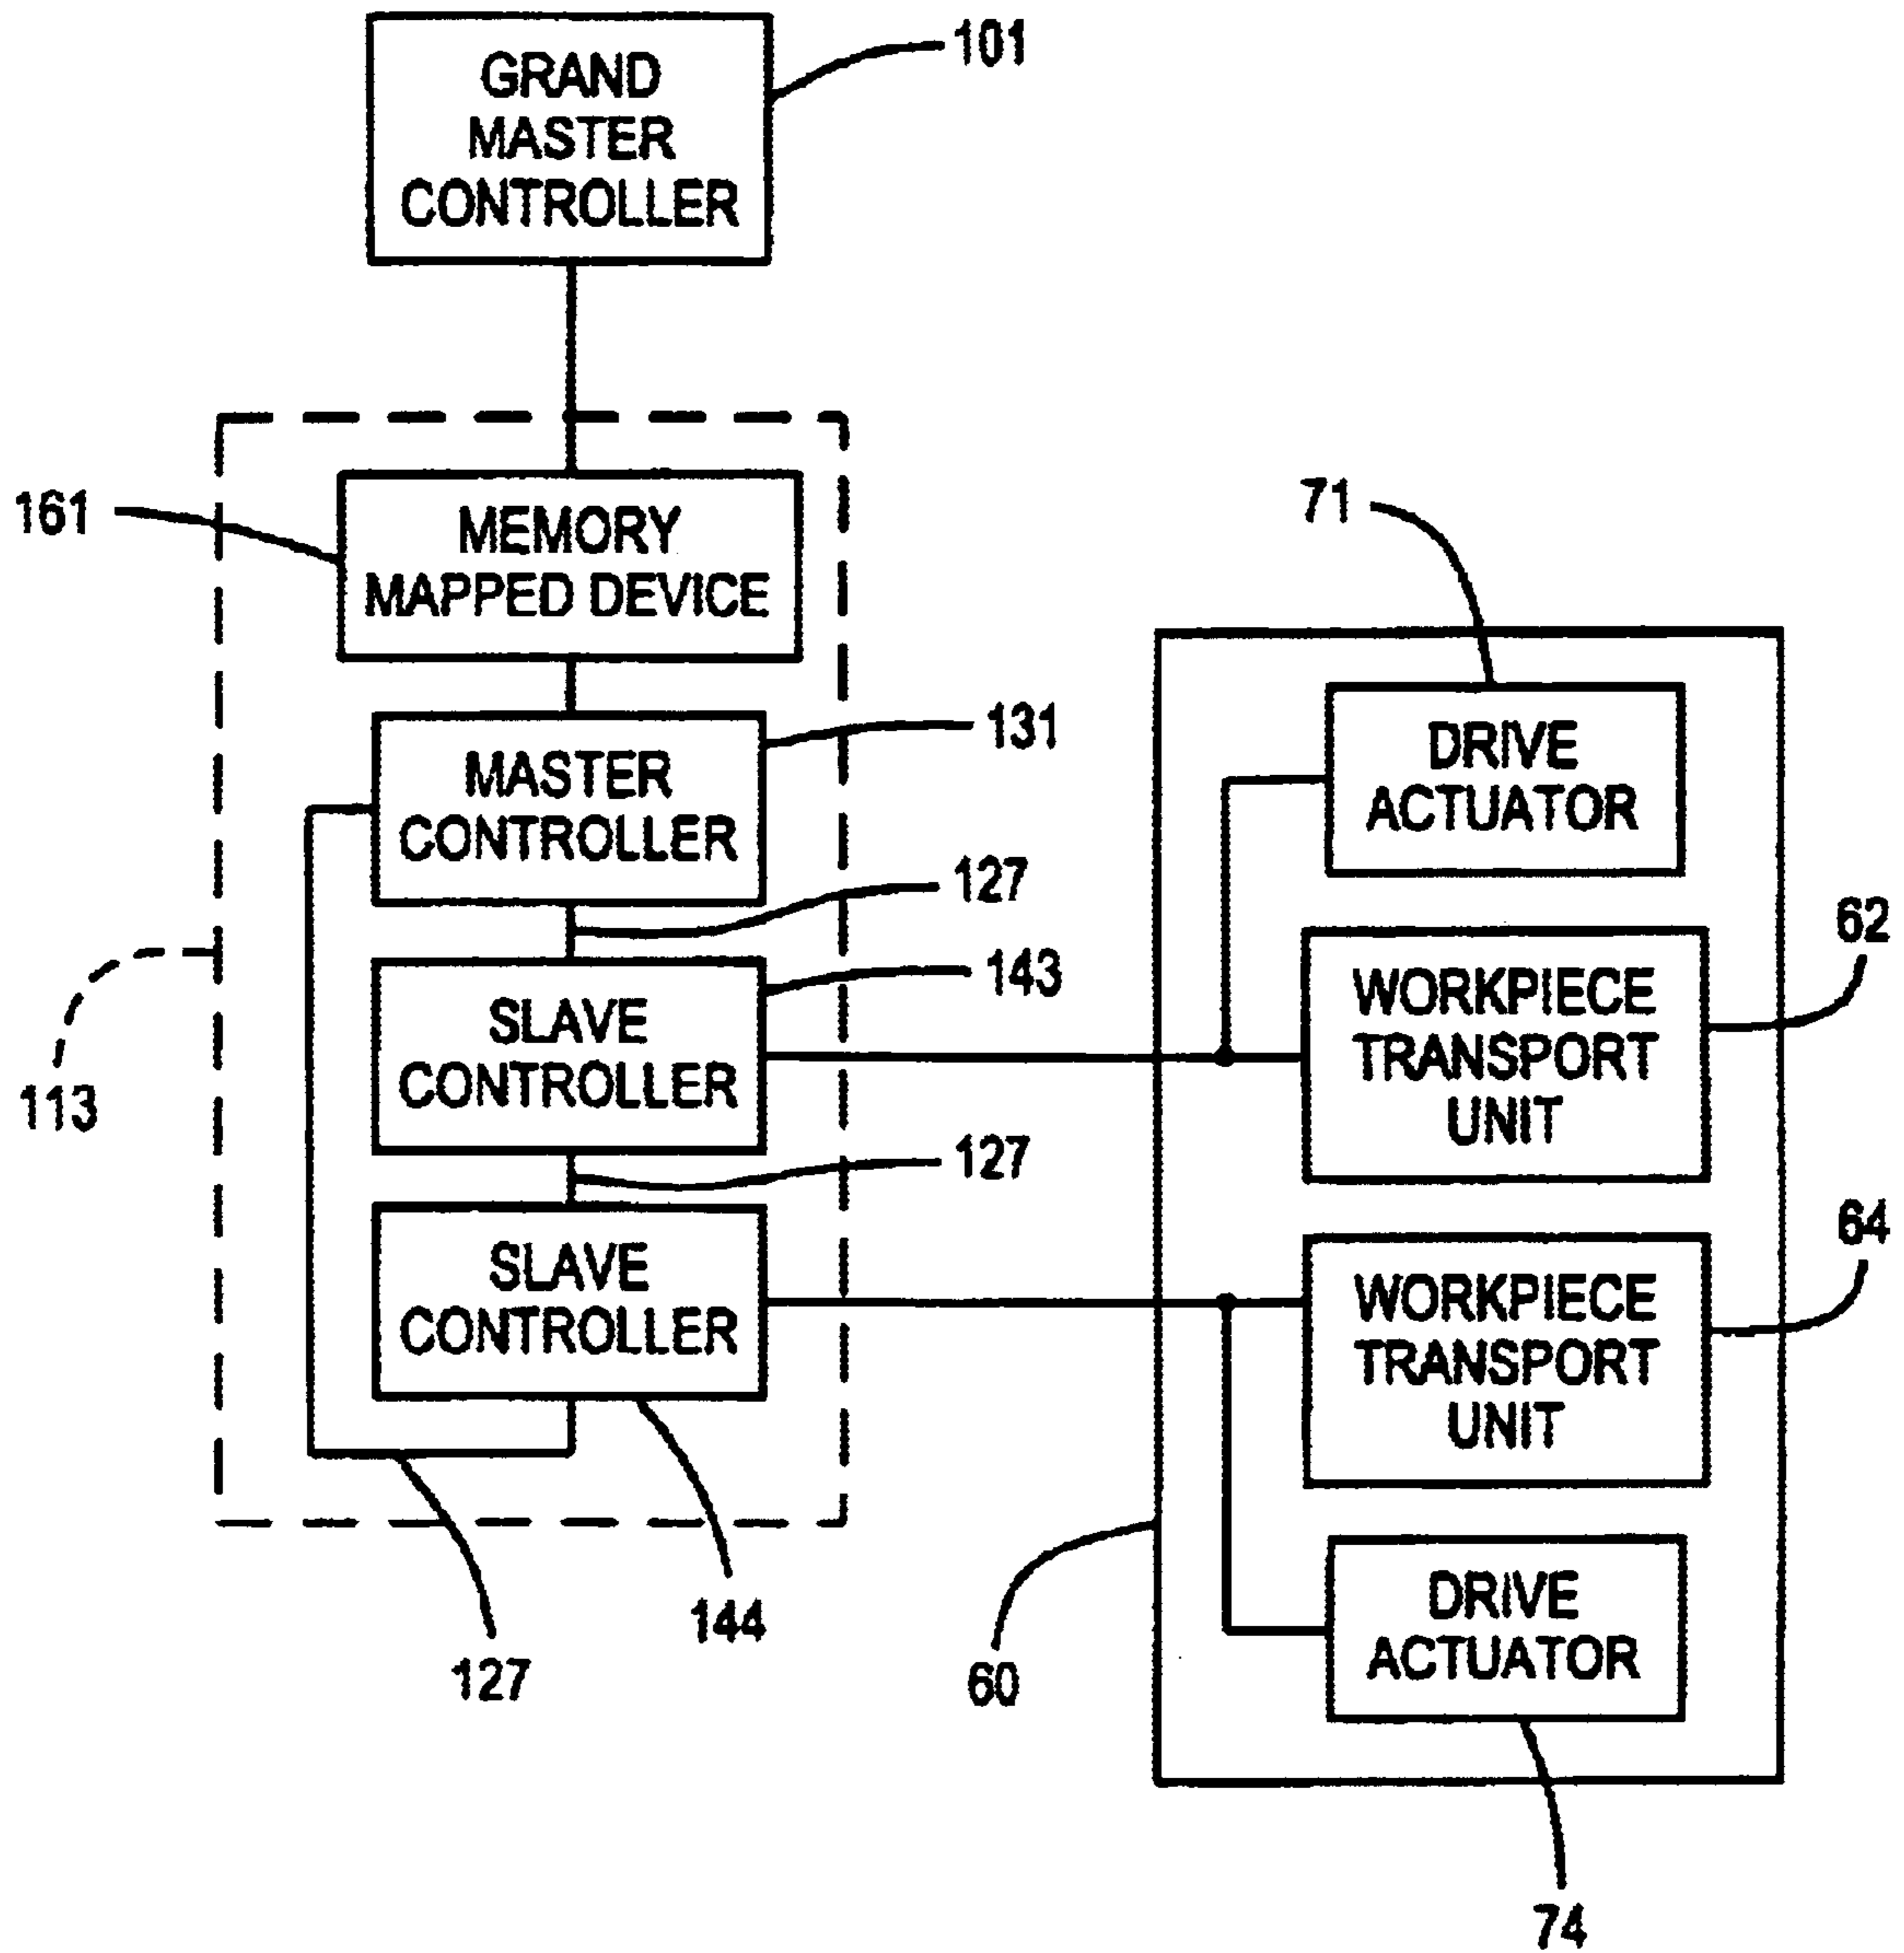 GRAND
MASTER
CONTROLLER
101
161
MEMORY
MAPPED DEVICE
131
MASTER
CONTROLLER
127
143
SLAVE
CONTROLLER
113
127
SLAVE
CONTROLLER
144
127
71
DRIVE
ACTUATOR
62
WORKPIECE
TRANSPORT
UNIT
64
WORKPIECE
TRANSPORT
UNIT
60
DRIVE
ACTUATOR
74